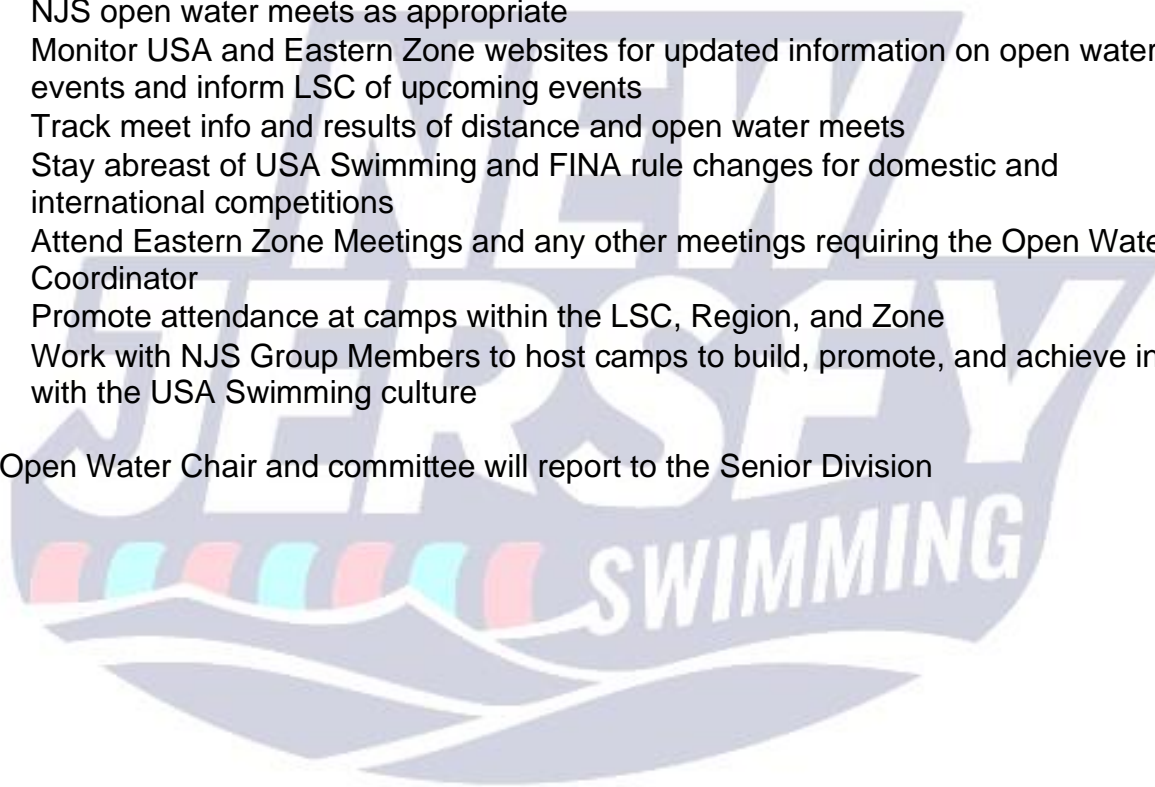 NJS open water meets as appropriate
Monitor USA and Eastern Zone websites for updated information on open water
events and inform LSC of upcoming events
Track meet info and results of distance and open water meets
Stay abreast of USA Swimming and FINA rule changes for domestic and
international competitions
Attend Eastern Zone Meetings and any other meetings requiring the Open
Coordinator
Promote attendance at camps within the LSC, Region, and Zone
Work with NJS Group Members to host camps to build, promote, and achieve
with the USA Swimming culture
Open Water Chair and committee will report to the Senior Division
NEW
JERSEY
SWIMMING